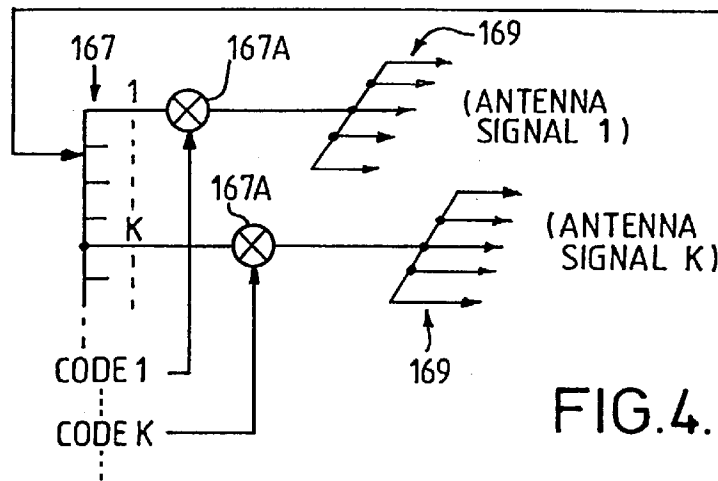 167
167A
169
1
(ANTENNA
SIGNAL 1)
167A
K
(ANTENNA
SIGNAL K)
CODE 1
169
CODE K
FIG.4.